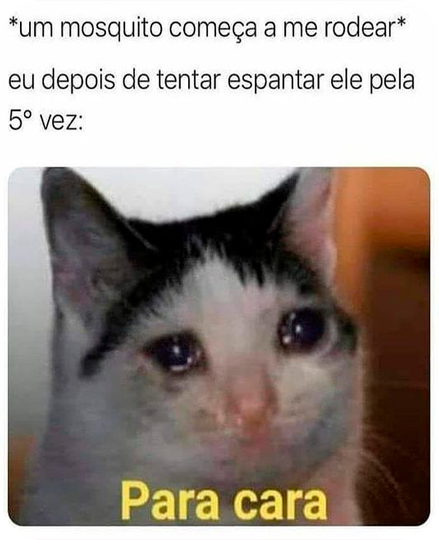 *um mosquito começa a me rodear*
eu depois de tentar espantar ele pela
5° vez:
Para cara